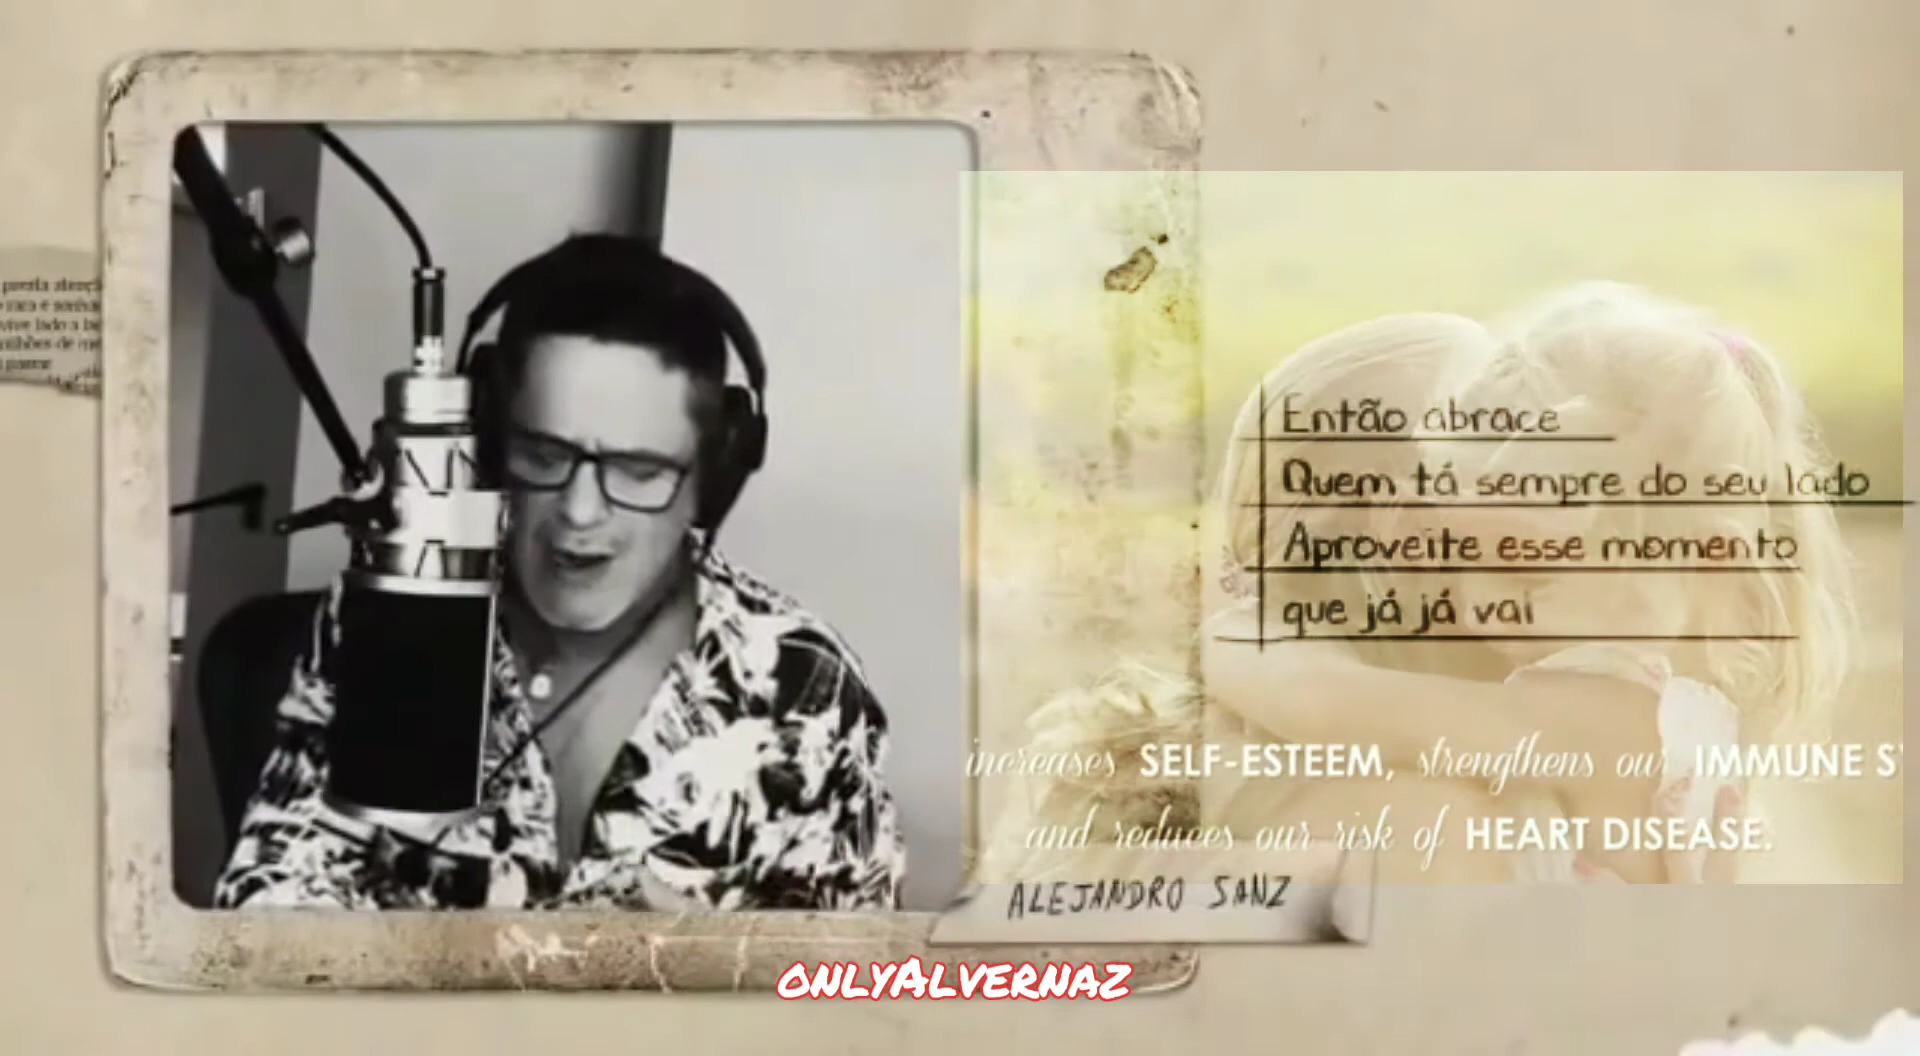 Então abrace
Quem tá sempre do seu lado
Aproveite esse momento
que já já vai
increases SELF-ESTEEM, strengthens our IMMUNE S
and reduces our risk of HEART DISEASE.
ALEJANDRO SANZ
onlyAlvernaz